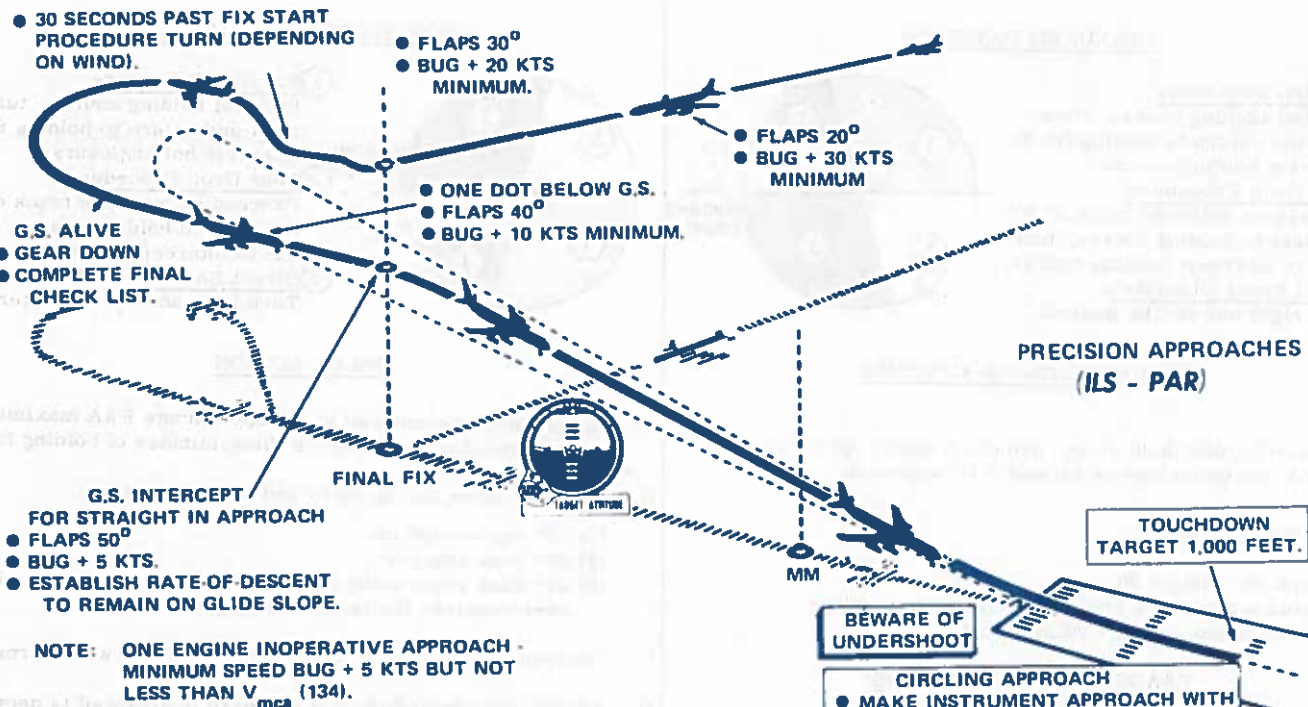 ● 30 SECONDS PAST FIX START
PROCEDURE TURN (DEPENDING
ON WIND).
● FLAPS 30°
● BUG + 20 KTS
MINIMUM.
● FLAPS 20°
● BUG + 30 KTS
MINIMUM
● ONE DOT BELOW G.S.
● FLAPS 40°
● BUG + 10 KTS MINIMUM.
G.S. ALIVE
● GEAR DOWN
● COMPLETE FINAL
CHECK LIST.
PRECISION APPROACHES
(ILS - PAR)
FINAL FIX
G.S. INTERCEPT
FOR STRAIGHT IN APPROACH
● FLAPS 50°
● BUG + 5 KTS.
● ESTABLISH RATE-OF-DESCENT
TO REMAIN ON GLIDE SLOPE.
ATTITUDE
MM
TOUCHDOWN
TARGET 1,000 FEET.
BEWARE OF
UNDERSHOOT
NOTE: ONE ENGINE INOPERATIVE APPROACH -
MINIMUM SPEED BUG + 5 KTS BUT NOT
LESS THAN Vmca (134).
CIRCLING APPROACH
● MAKE INSTRUMENT APPROACH WITH